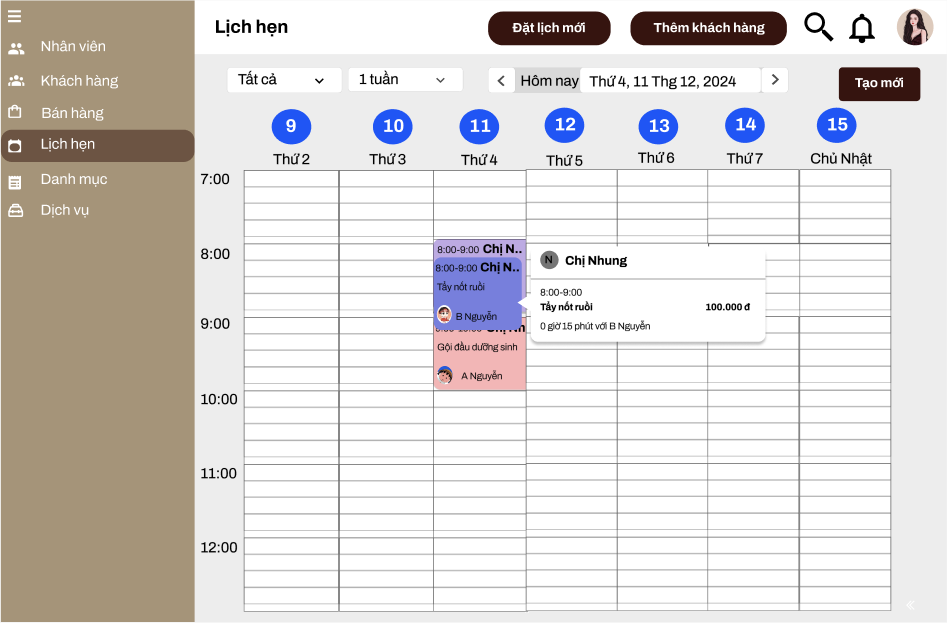 Lịch hẹn
Đặt lịch mới
Thêm khách hàng
Nhân viên
Khách hàng
Bán hàng
Lịch hẹn
Danh mục
Dịch vụ
Tất cả
1 tuần
Hôm nay
Thứ 4, 11 Thg 12, 2024
Tạo mới
9 10 11 12 13 14 15
Thứ 2 Thứ 3 Thứ 4 Thứ 5 Thứ 6 Thứ 7 Chủ Nhật
7:00
8:00
9:00
10:00
11:00
12:00
8:00-9:00 Chị N..
8:00-9:00 Chị N..
Tẩy nốt ruồi
B Nguyễn
Gội đầu dưỡng sinh
A Nguyễn
N Chị Nhung
8:00-9:00
Tẩy nốt ruồi 100.000 đ
0 giờ 15 phút với B Nguyễn